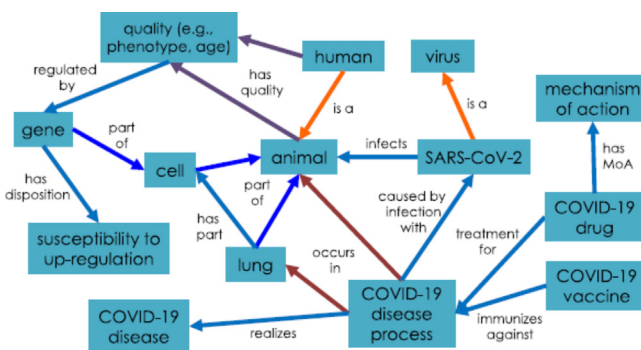 quality (e.g.,
phenotype, age)
human
virus
regulated
by
has
quality
is a
is a
mechanism
of action
gene
part
of
cell
animal
infects
SARS-CoV-2
has
MoA
has
disposition
part
of
has
part
caused by
infection
with
treatment
for
COVID-19
drug
susceptibility to
up-regulation
lung
occurs
in
COVID-19
disease
realizes
COVID-19
disease
process
immunizes
against
COVID-19
vaccine